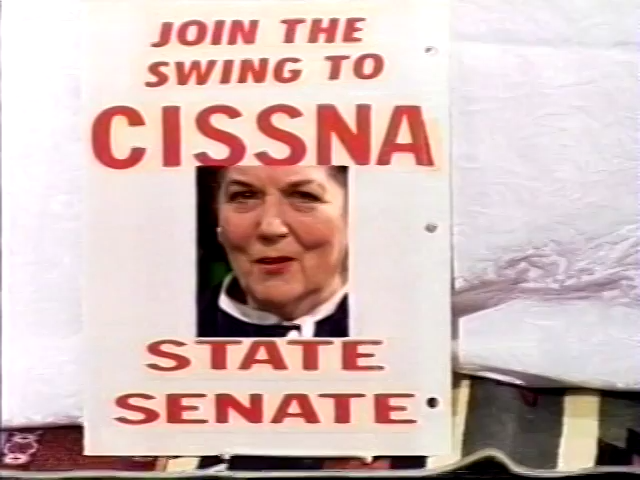 JOIN THE
SWING TO
CISSNA
STATE
SENATE